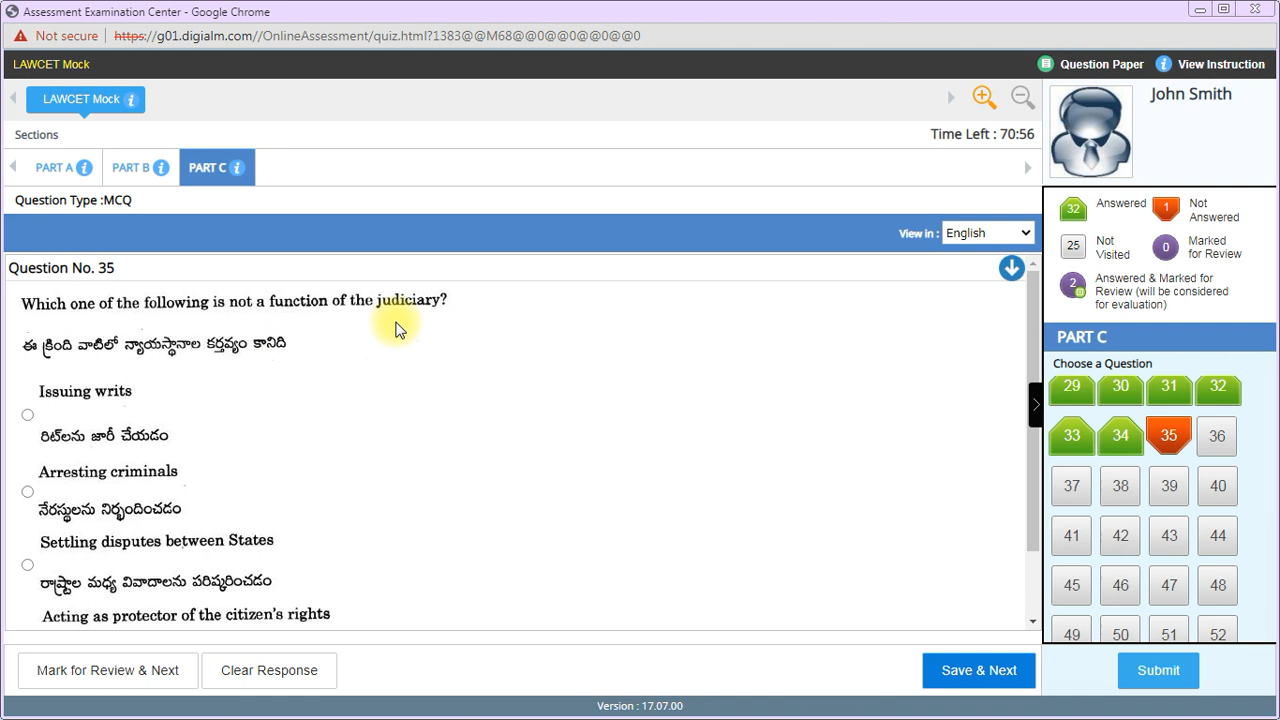 Assessment Examination Center - Google Chrome
Not secure https://g01.digialm.com//OnlineAssessment/quiz.html?1383@@M68@@0@@0@@0@@0
LAWCET Mock
Question Paper
View Instruction
LAWCET Mock
Sections
Time Left : 70:56
PART A
PART B
PART C
Question Type :MCQ
View in : English
Question No. 35
Which one of the following is not a function of the judiciary?
ఈ క్రింది వాటిలో న్యాయస్థానాల కర్తవ్యం కానిది
Issuing writs
రిట్‌లను జారీ చేయడం
Arresting criminals
నేరస్థులను నిర్భందించడం
Settling disputes between States
రాష్ట్రాల మధ్య వివాదాలను పరిష్కరించడం
Acting as protector of the citizen's rights
Mark for Review & Next
Clear Response
Save & Next
John Smith
32 Answered
1 Not Answered
25 Not Visited
0 Marked for Review
2 Answered & Marked for Review (will be considered for evaluation)
PART C
Choose a Question
29 30 31 32
33 34 35 36
37 38 39 40
41 42 43 44
45 46 47 48
49 50 51 52
Submit
Version : 17.07.00